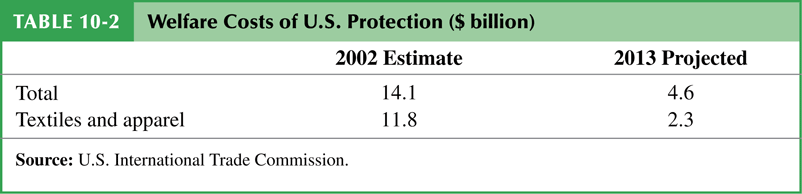 TABLE 10-2 Welfare Costs of U.S. Protection ($ billion)
2002 Estimate 2013 Projected
Total 14.1 4.6
Textiles and apparel 11.8 2.3
Source: U.S. International Trade Commission.